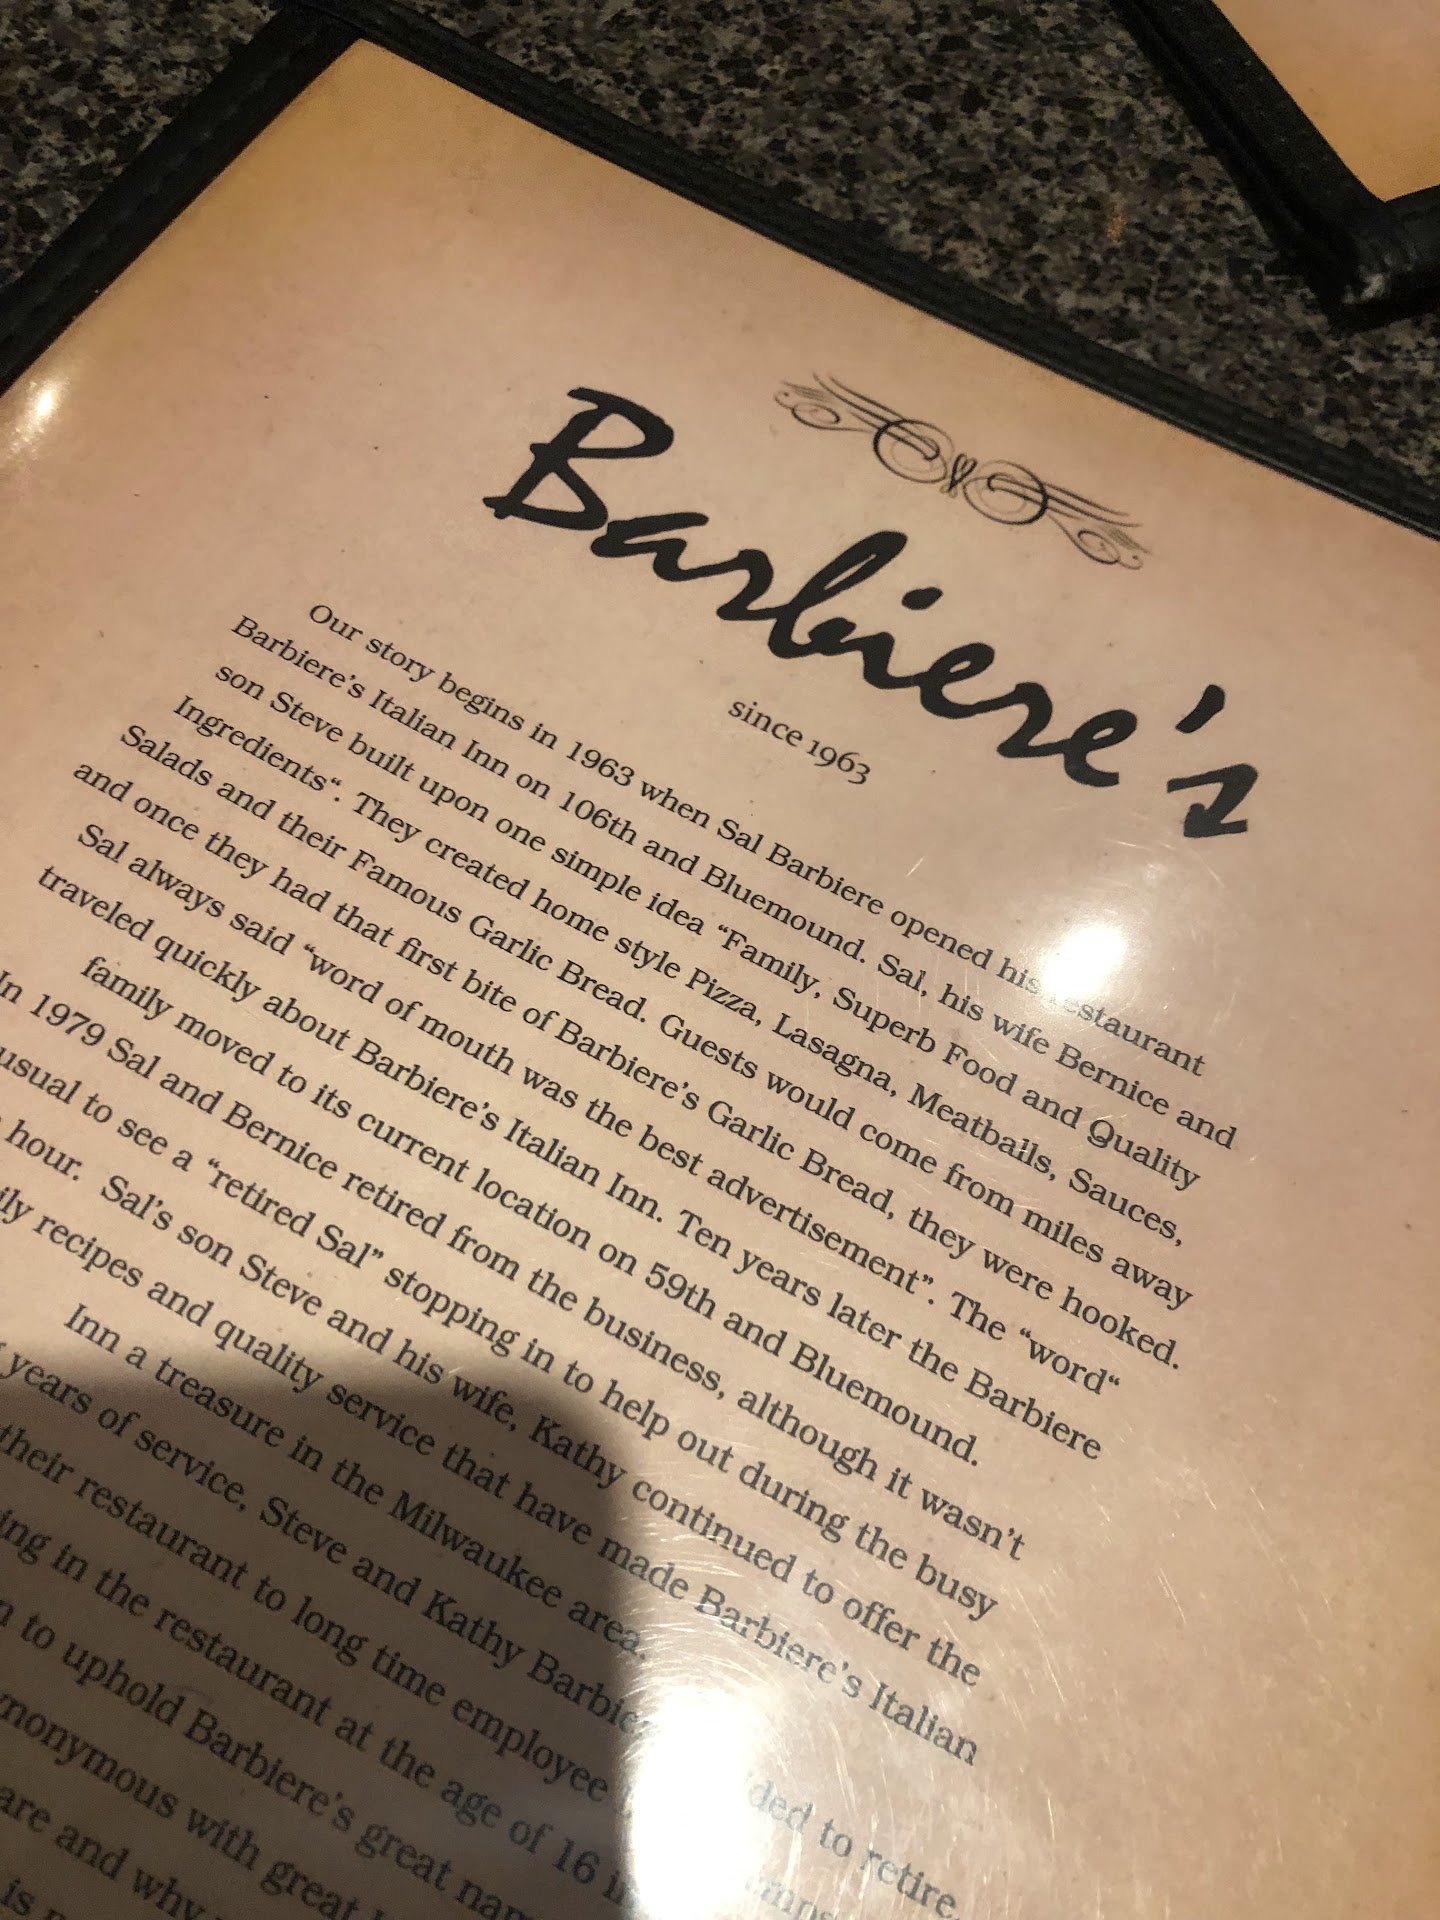 Barbiere's
since 1963
Our story begins in 1963 when Sal Barbiere opened his restaurant
Barbiere's Italian Inn on 106th and Bluemound. Sal, his wife Bernice and
son Steve built upon one simple idea “Family, Superb Food and Quality
Ingredients“. They created home style Pizza, Lasagna, Meatballs, Sauces,
Salads and their Famous Garlic Bread. Guests would come from miles away
and once they had that first bite of Barbiere's Garlic Bread, they were hooked.
Sal always said “word of mouth was the best advertisement”. The “word“
traveled quickly about Barbiere's Italian Inn. Ten years later the Barbiere
family moved to its current location on 59th and Bluemound.
In 1979 Sal and Bernice retired from the business, although it wasn't
usual to see a “retired Sal” stopping in to help out during the busy
hour. Sal's son Steve and his wife, Kathy continued to offer the
recipes and quality service that have made Barbiere's Italian
Inn a treasure in the Milwaukee area.
years of service, Steve and Kathy to retire,
their restaurant to long time employee
in the restaurant at the age of 16
to uphold Barbiere's great
with great
and why
is